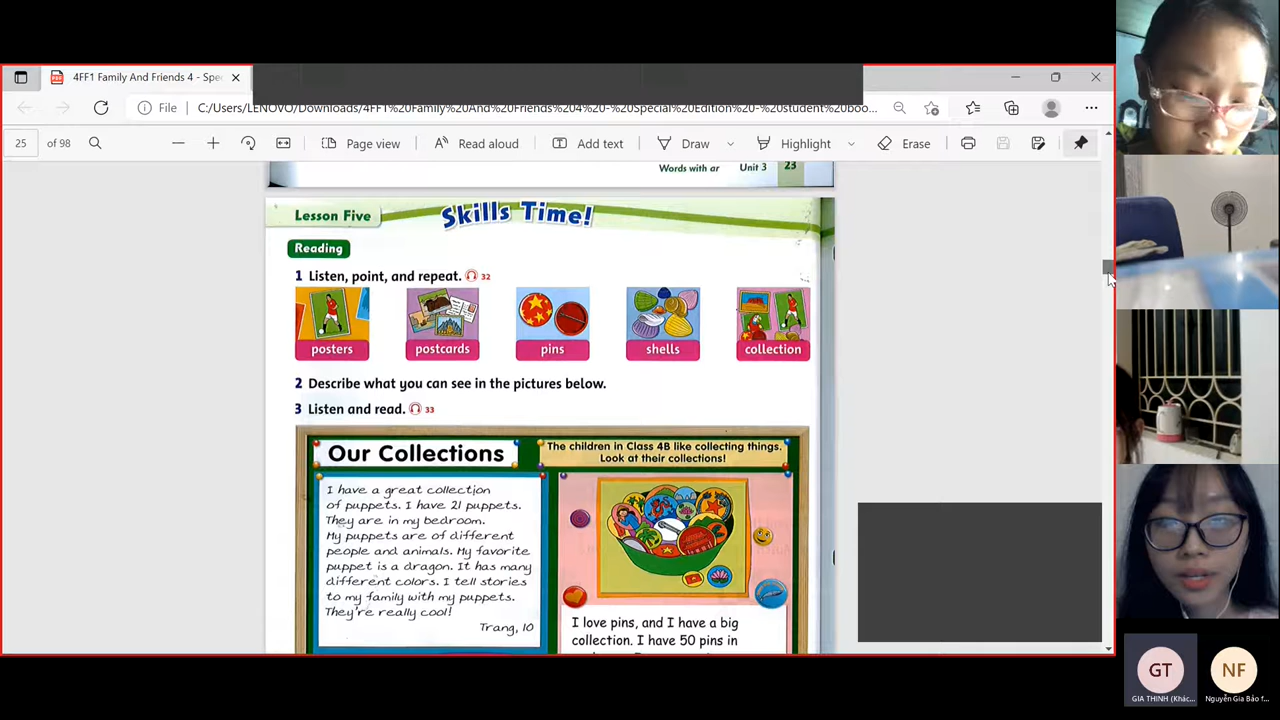 4FF1 Family And Friends 4 - Spec
File C:/Users/LENOVO/Downloads/4FF1%20Family%20And%20Friends%204%20-%20Special%20Edition%20-%20student%20boo...
25 of 98 Page view Read aloud Add text Draw Highlight Erase
Words with ar Unit 3 23
Lesson Five Skills Time!
Reading
1 Listen, point, and repeat. 32
posters postcards pins shells collection
2 Describe what you can see in the pictures below.
3 Listen and read. 33
Our Collections
The children in Class 4B like collecting things.
Look at their collections!
I have a great collection
of puppets. I have 21 puppets.
They are in my bedroom.
My puppets are of different
people and animals. My favorite
puppet is a dragon. It has many
different colors. I tell stories
to my family with my puppets.
They're really cool!
Trang, 10
I love pins, and I have a big
collection. I have 50 pins in
GT NF
GIA THỊNH (Khác... Nguyễn Gia Bảo f...